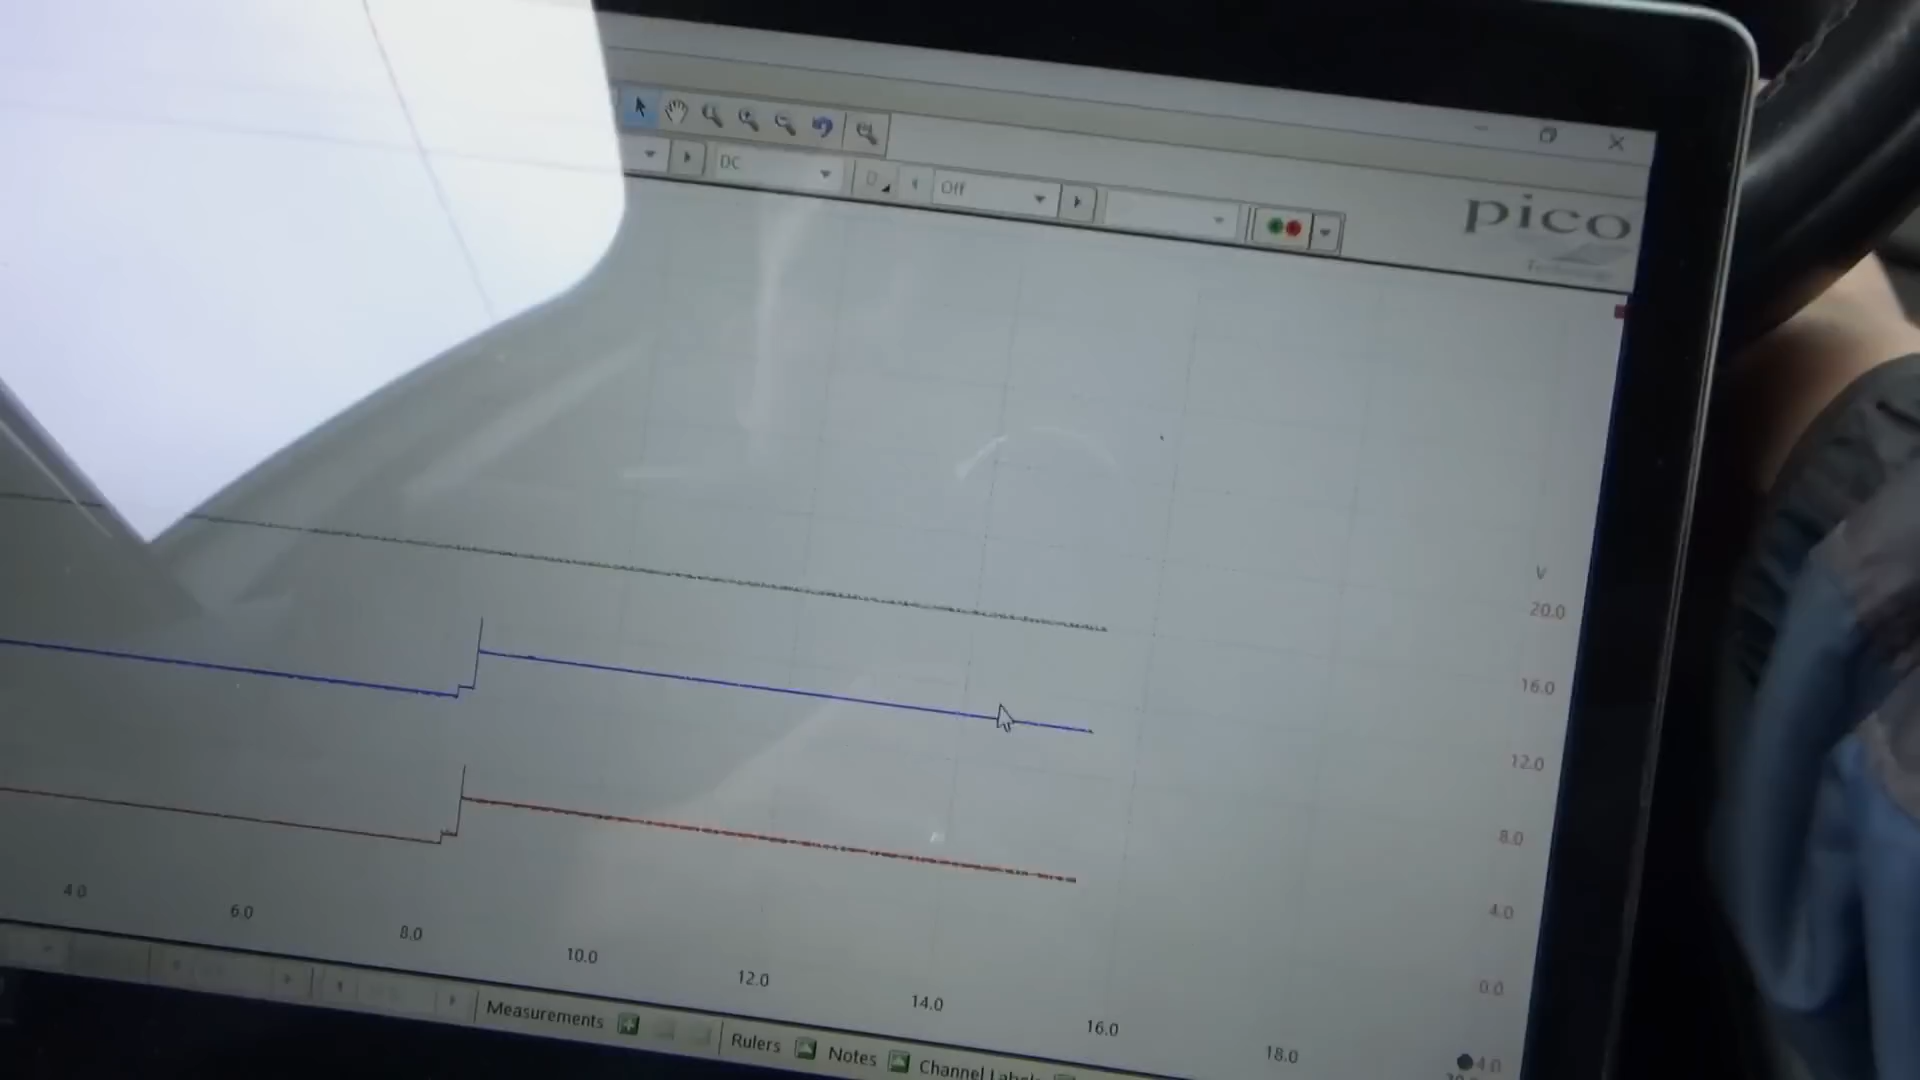 DC
Off
pico
Technology
V
20.0
16.0
12.0
8.0
4.0
0.0
4.0
6.0
8.0
10.0
12.0
14.0
16.0
18.0
Measurements
Rulers
Notes
Channel Labels